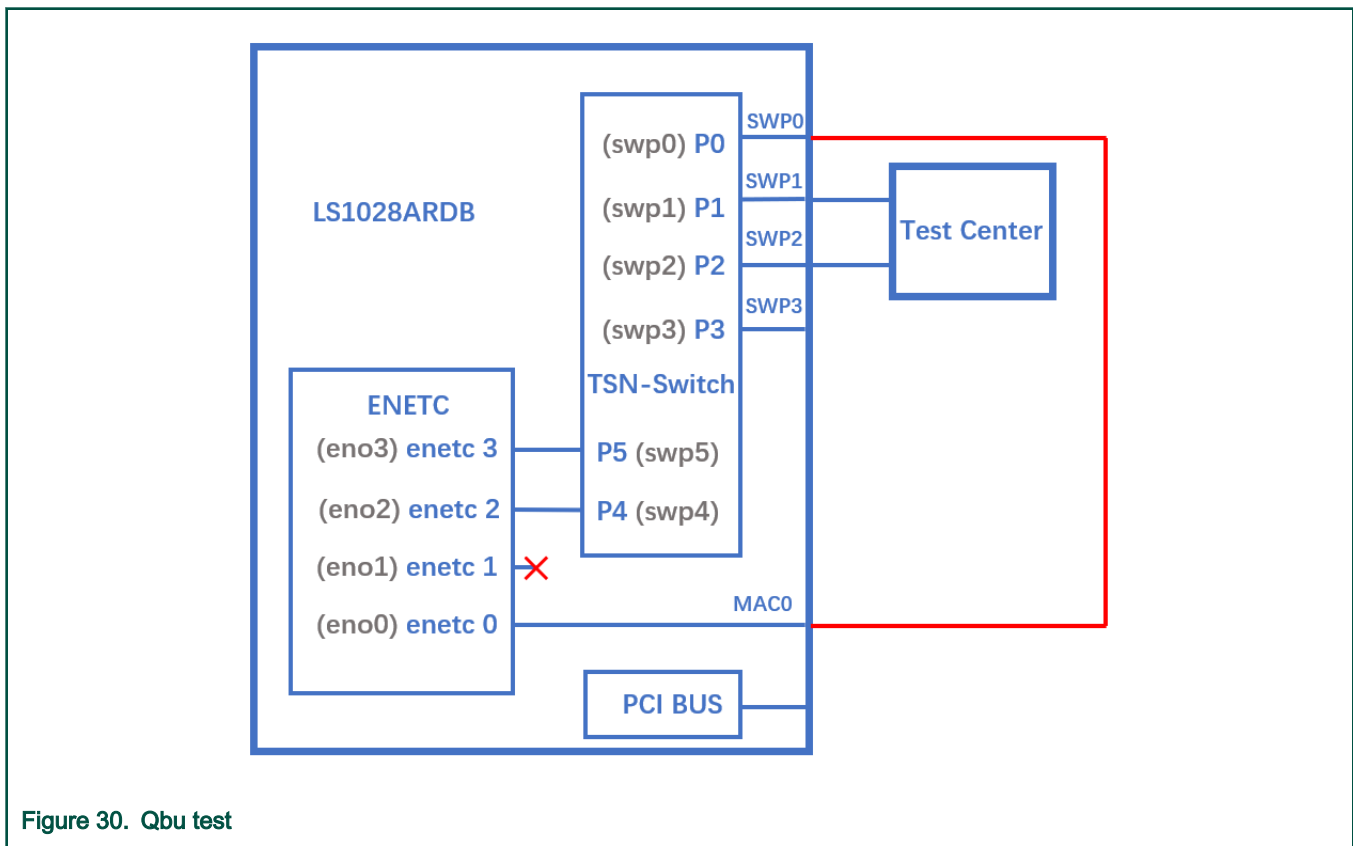 SWP0
(swp0) P0
SWP1
(swp1) P1
LS1028ARDB
Test Center
SWP2
(swp2) P2
SWP3
(swp3) P3
TSN-Switch
ENETC
(eno3) enetc 3
P5 (swp5)
(eno2) enetc 2
P4 (swp4)
(eno1) enetc 1
MAC0
(eno0) enetc 0
PCI BUS
Figure 30. Qbu test